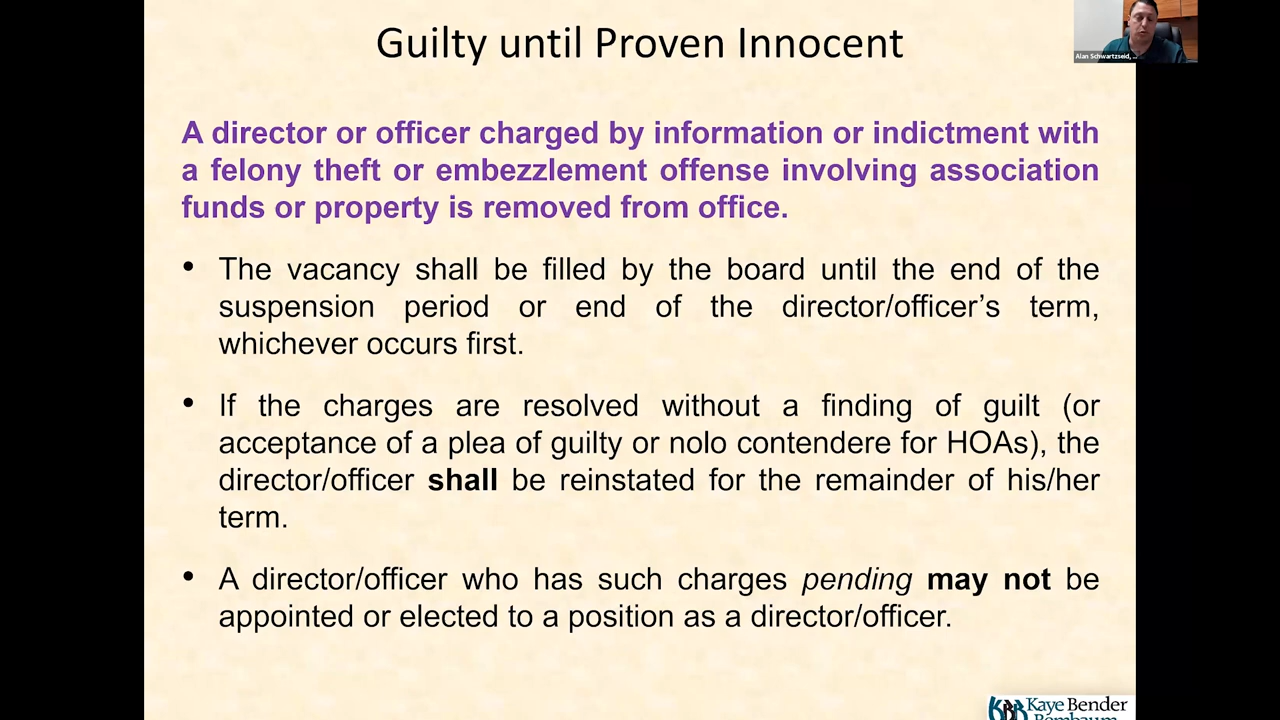 Guilty until Proven Innocent
Alan Schwartzseid, ...
A director or officer charged by information or indictment with
a felony theft or embezzlement offense involving association
funds or property is removed from office.
• The vacancy shall be filled by the board until the end of the
suspension period or end of the director/officer’s term,
whichever occurs first.
• If the charges are resolved without a finding of guilt (or
acceptance of a plea of guilty or nolo contendere for HOAs), the
director/officer shall be reinstated for the remainder of his/her
term.
• A director/officer who has such charges pending may not be
appointed or elected to a position as a director/officer.
KBR Kaye Bender
Rembaum